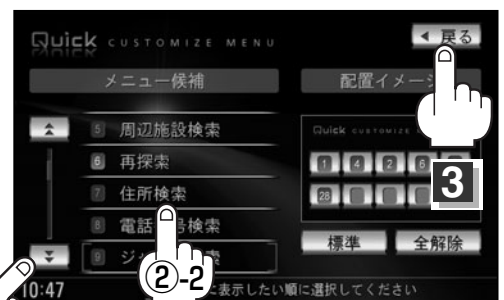 Quick CUSTOMIZE MENU
◀ 戻る
メニュー候補
配置イメー
5 周辺施設検索
6 再探索
7 住所検索
8 電話 号検索
9 ジャ 索
Quick CUSTOMIZE
1 4 2 6
28
標準 全解除
3
②-2
10:47
に表示したい順に選択してください